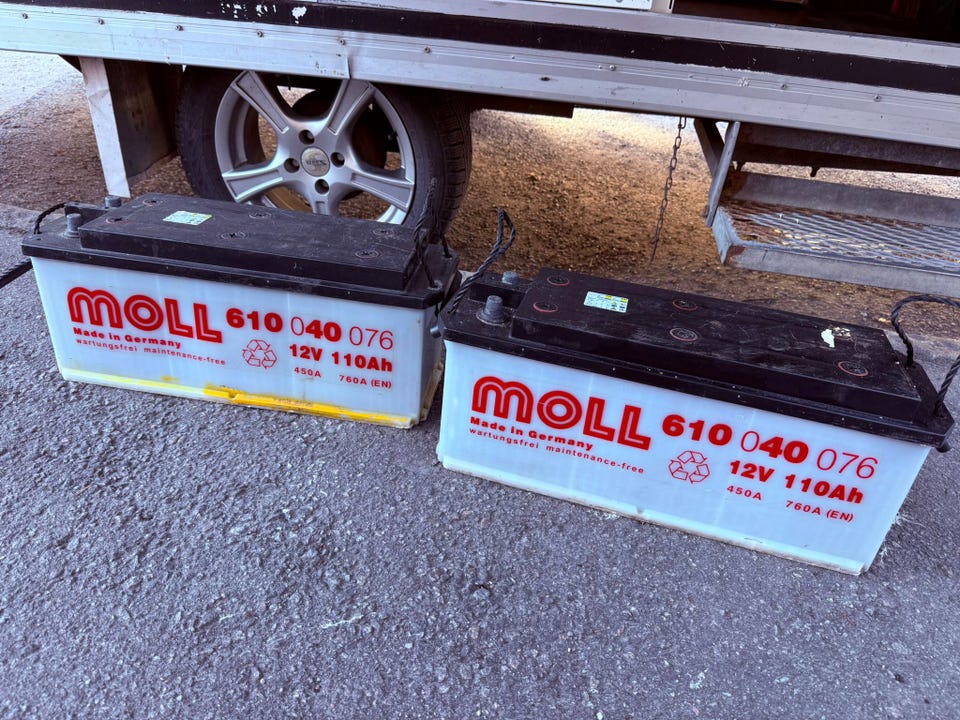 MOLL 610 040 076
Made in Germany
wartungsfrei maintenance-free
12V 110Ah
450A 760A (EN)
MOLL 610 040 076
Made in Germany
wartungsfrei maintenance-free
12V 110Ah
450A 760A (EN)